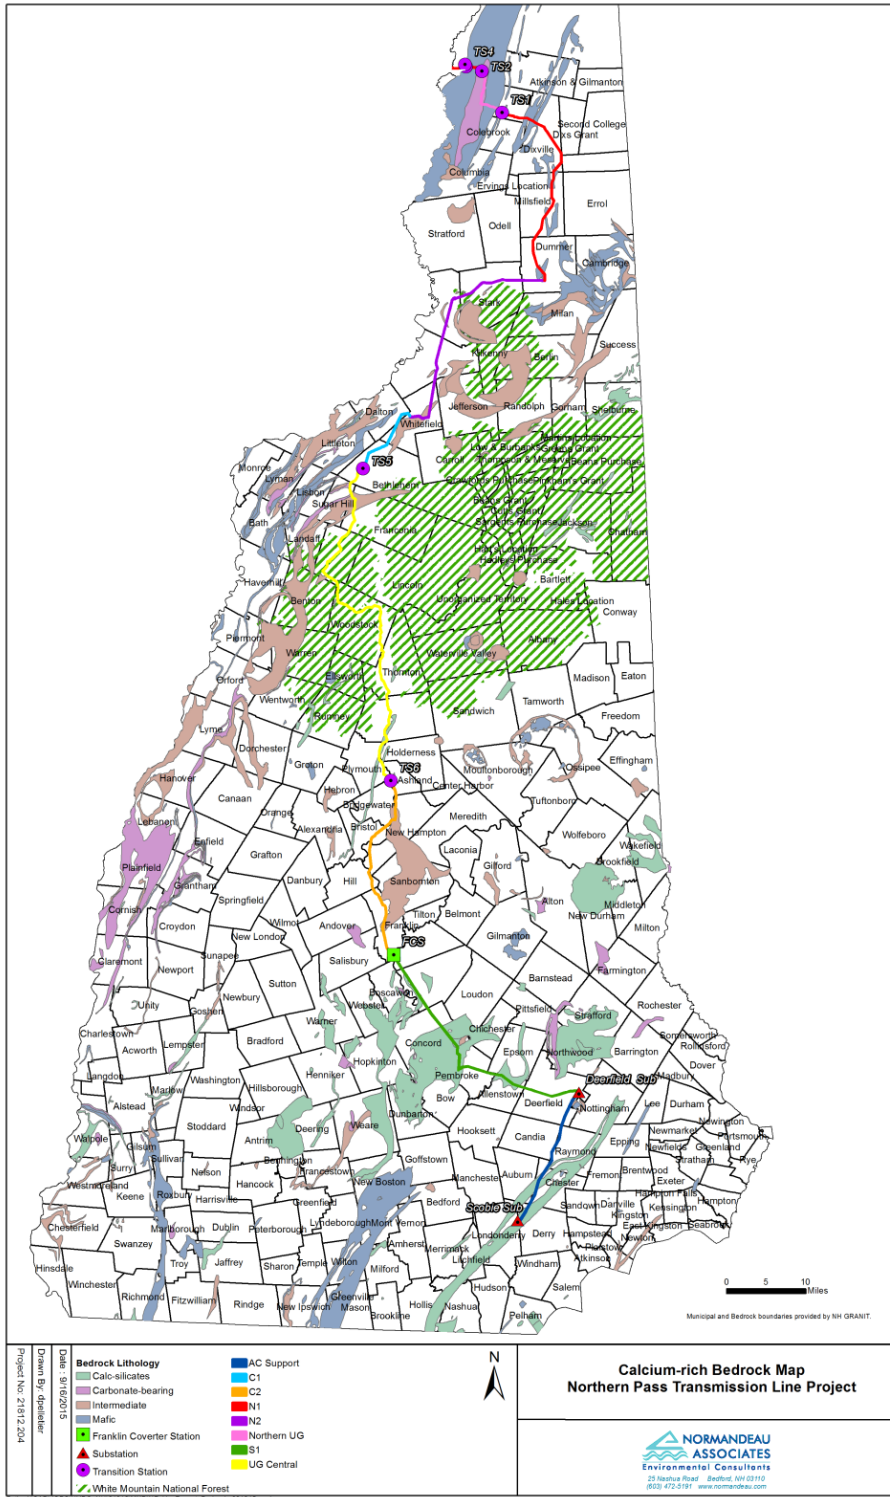 TS4
TS2
Atkinson & Gilmanton
TS1
Second College
Colebrook
Dixs Grant
Dixville
Columbia
Ervings Location
Millsfield
Errol
Odell
Stratford
Dummer
Cambridge
Stark
Milan
Success
Kilkenny
Berlin
Jefferson
Randolph
Gorham
Shelburne
Dalton
Whitefield
Littleton
Low & Burbanks
Carroll
TS5
Monroe
Lyman
Bethlehem
Lisbon
Sugar Hill
Bath
Franconia
Jackson
Chatham
Landaff
Haverhill
Lincoln
Bartlett
Benton
Unorganized Territory
Hales Location
Conway
Woodstock
Piermont
Albany
Warren
Waterville Valley
Ellsworth
Thornton
Madison
Eaton
Orford
Wentworth
Tamworth
Sandwich
Rumney
Freedom
Lyme
Dorchester
Holderness
Groton
Plymouth
TS6
Moultonborough
Ossipee
Effingham
Hanover
Ashland
Center Harbor
Hebron
Canaan
Bridgewater
Tuftonboro
Orange
Meredith
Lebanon
Alexandria
Bristol
New Hampton
Wolfeboro
Enfield
Laconia
Wakefield
Grafton
Brookfield
Plainfield
Gilford
Danbury
Hill
Sanbornton
Grantham
Springfield
Alton
Middleton
Cornish
Tilton
Belmont
New Durham
Croydon
Wilmot
Andover
Franklin
Milton
New London
Gilmanton
FCS
Claremont
Sunapee
Salisbury
Newport
Farmington
Sutton
Barnstead
Newbury
Boscawen
Loudon
Unity
Goshen
Webster
Pittsfield
Rochester
Warner
Strafford
Charlestown
Chichester
Lempster
Bradford
Concord
Somersworth
Acworth
Rollinsford
Epsom
Northwood
Barrington
Hopkinton
Dover
Langdon
Washington
Henniker
Pembroke
Deerfield Sub
Madbury
Marlow
Hillsborough
Bow
Allenstown
Deerfield
Nottingham
Lee
Durham
Alstead
Windsor
Dunbarton
Newington
Stoddard
Deering
Weare
Hooksett
Newmarket
Portsmouth
Walpole
Antrim
Candia
Epping
Newfields
Greenland
Gilsum
Raymond
Stratham
Rye
Surry
Sullivan
Bennington
Francestown
Goffstown
Nelson
Manchester
Auburn
Fremont
Brentwood
Exeter
Westmoreland
Hancock
New Boston
Chester
Keene
Roxbury
Harrisville
Greenfield
Bedford
Sandown
Danville
Hampton Falls
Hampton
Kingston
Kensington
Chesterfield
Marlborough
Dublin
Peterborough
Lyndeborough
Mont Vernon
Scobie Sub
East Kingston
Seabrook
Swanzey
Amherst
Merrimack
Londonderry
Derry
Hampstead
Newton
Plaistow
Hinsdale
Troy
Jaffrey
Sharon
Temple
Wilton
Milford
Litchfield
Windham
Atkinson
Winchester
Hudson
Salem
Richmond
Fitzwilliam
Rindge
New Ipswich
Greenville
Mason
Hollis
Nashua
Brookline
Pelham
0 5 10
Miles
Municipal and Bedrock boundaries provided by NH GRANIT.
Project No: 21812.204
Drawn By: dpelletier
Date : 9/16/2015
Bedrock Lithology
Calc-silicates
Carbonate-bearing
Intermediate
Mafic
Franklin Coverter Station
Substation
Transition Station
White Mountain National Forest
AC Support
C1
C2
N1
N2
Northern UG
S1
UG Central
N
Calcium-rich Bedrock Map
Northern Pass Transmission Line Project
NORMANDEAU
ASSOCIATES
Environmental Consultants
25 Nashua Road Bedford, NH 03110
(603) 472-5191 www.normandeau.com